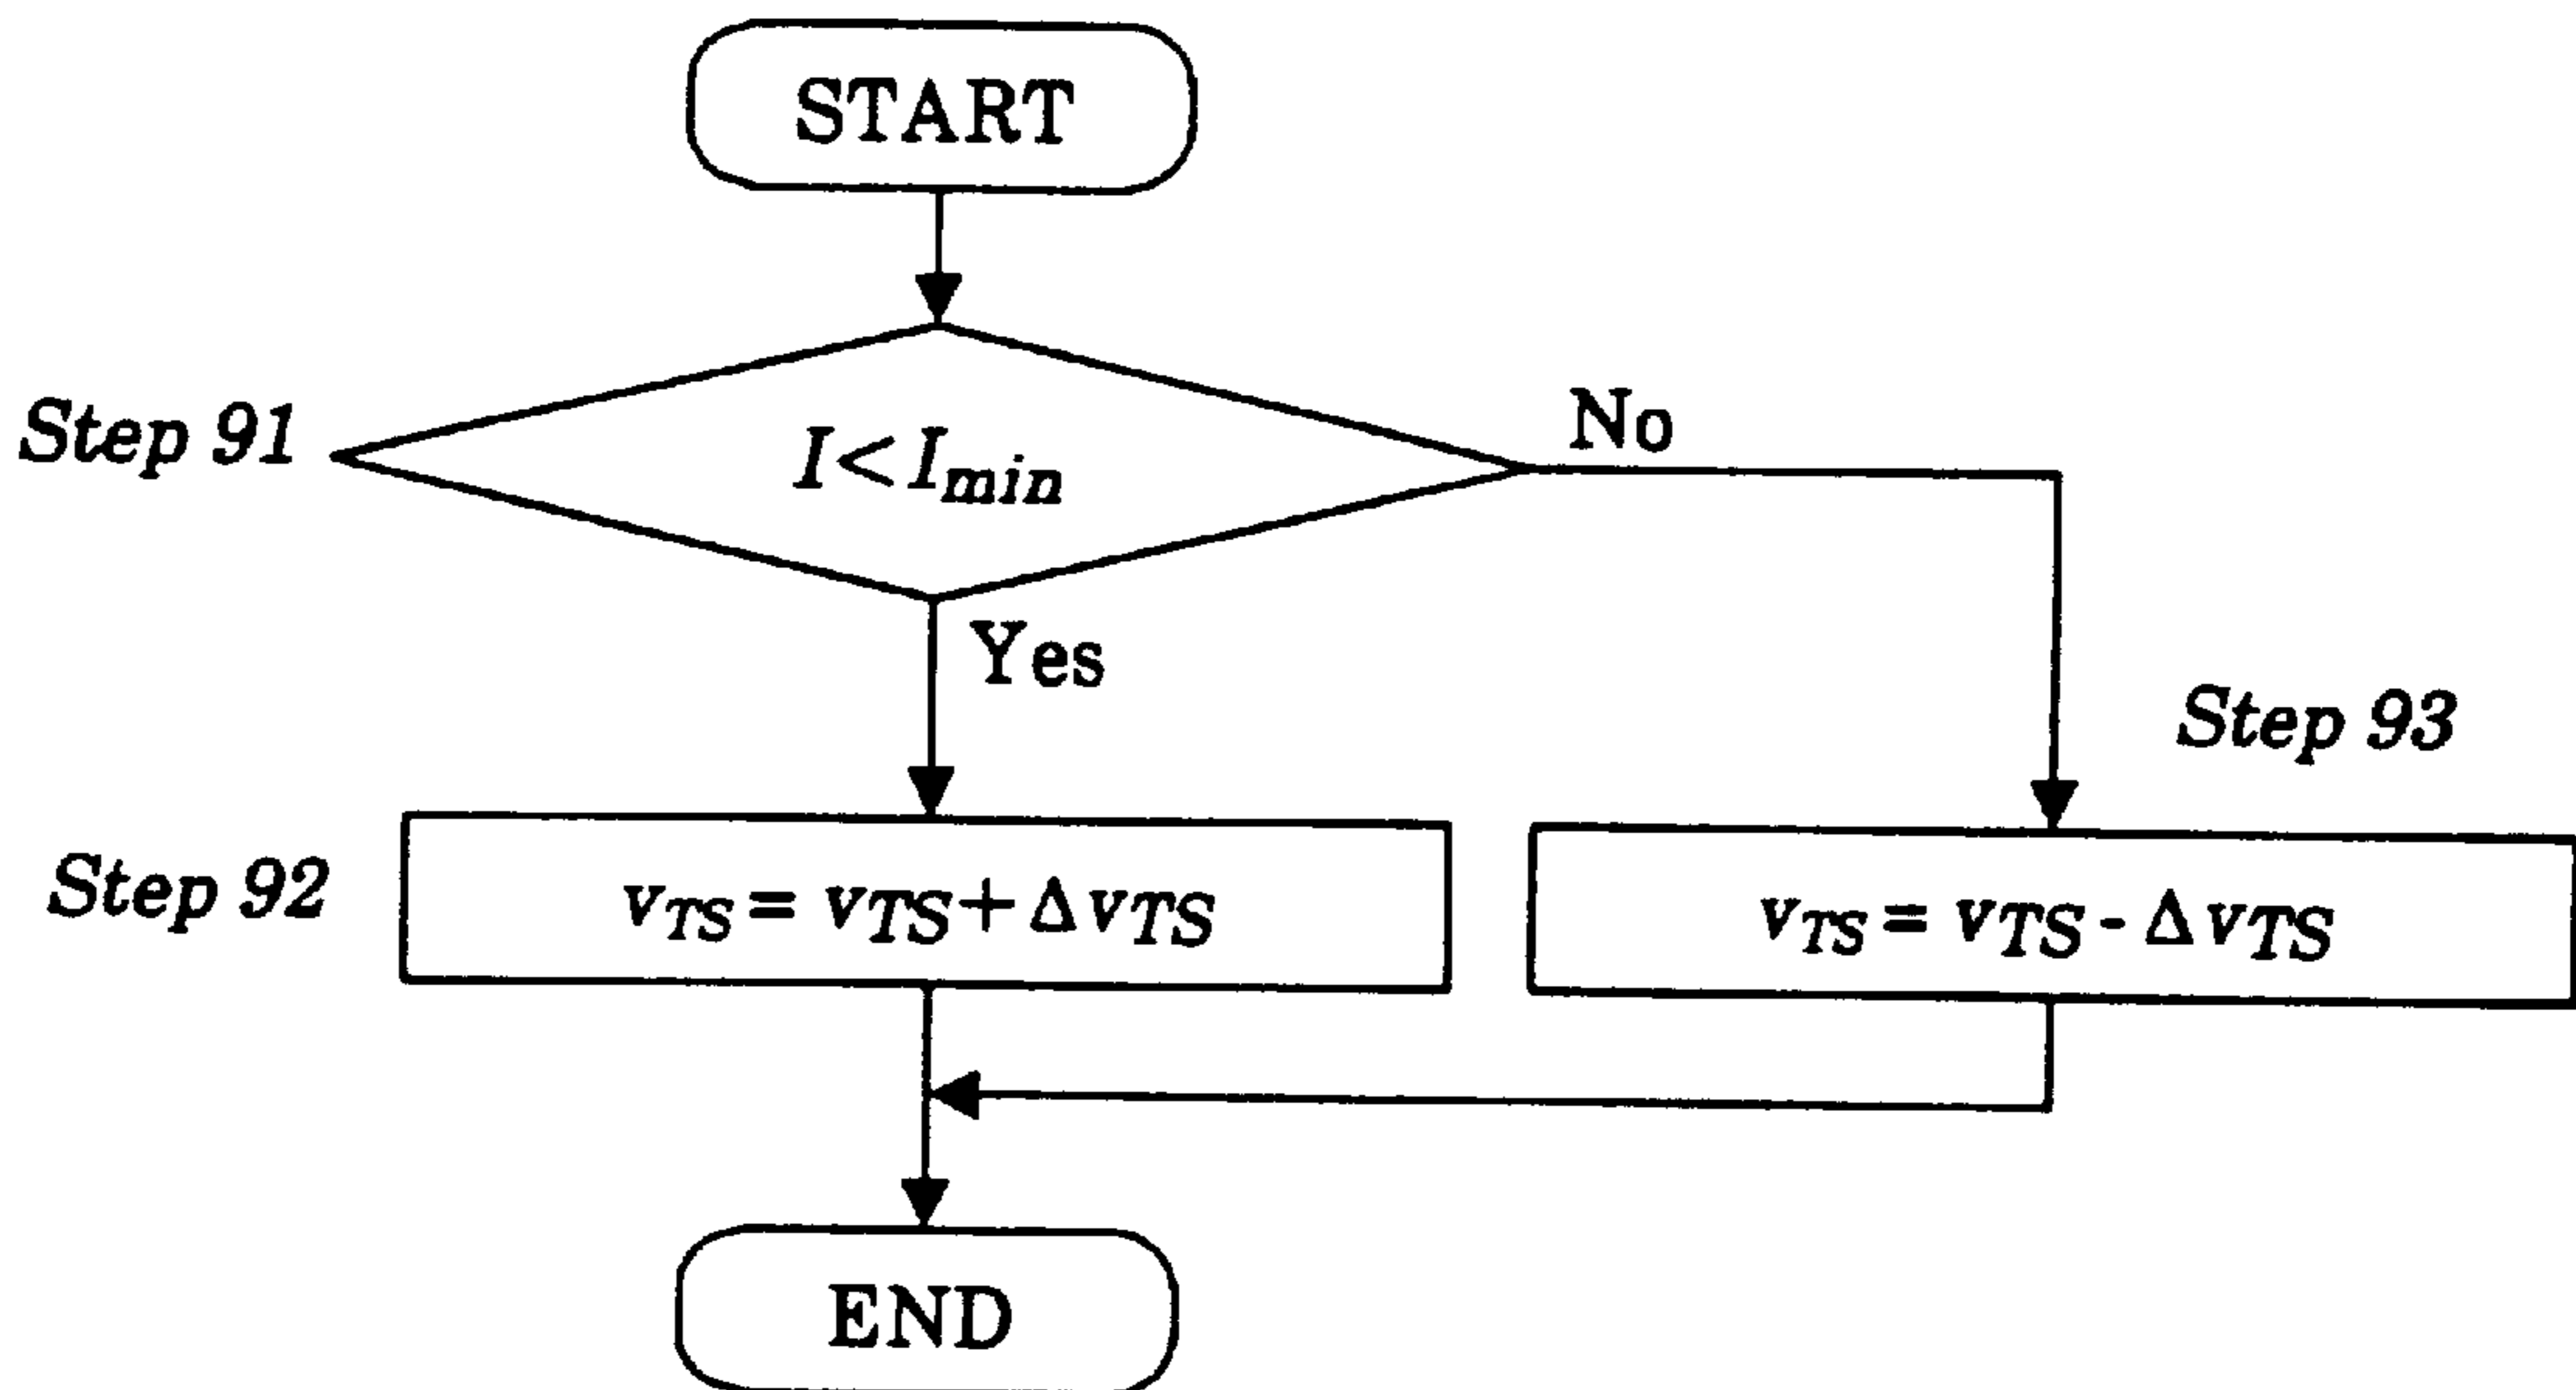 START
Step 91
I < I_min
No
Yes
Step 93
Step 92
v_TS = v_TS + Δv_TS
v_TS = v_TS - Δv_TS
END